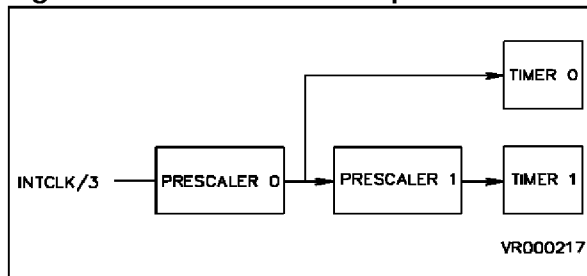 TIMER 0
INTCLK/3
PRESCALER 0
PRESCALER 1
TIMER 1
VR000217